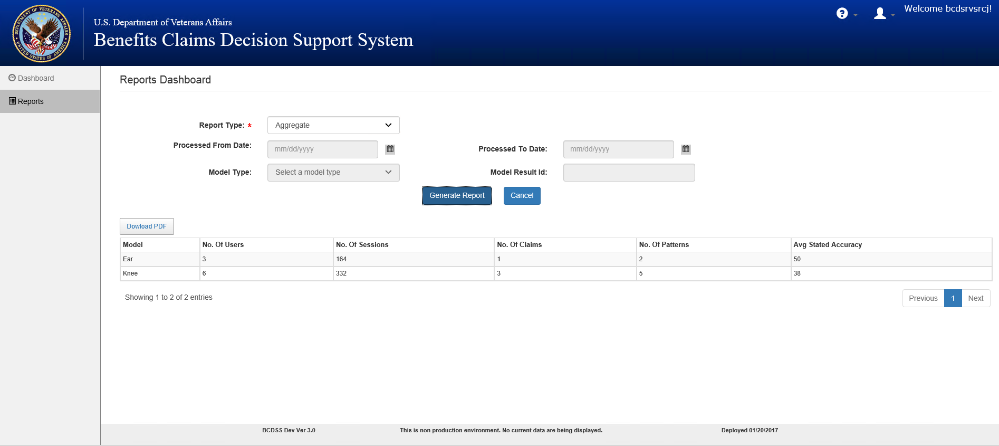 DEPARTMENT OF VETERANS AFFAIRS
UNITED STATES OF AMERICA
U.S. Department of Veterans Affairs
Benefits Claims Decision Support System
? Welcome bcdsrvsrcj!
Dashboard
Reports
Reports Dashboard
Report Type: * Aggregate
Processed From Date: mm/dd/yyyy Processed To Date: mm/dd/yyyy
Model Type: Select a model type Model Result Id:
Generate Report Cancel
Dowload PDF
Model No. Of Users No. Of Sessions No. Of Claims No. Of Patterns Avg Stated Accuracy
Ear 3 164 1 2 50
Knee 6 332 3 5 38
Showing 1 to 2 of 2 entries Previous 1 Next
BCDSS Dev Ver 3.0 This is non production environment. No current data are being displayed. Deployed 01/20/2017